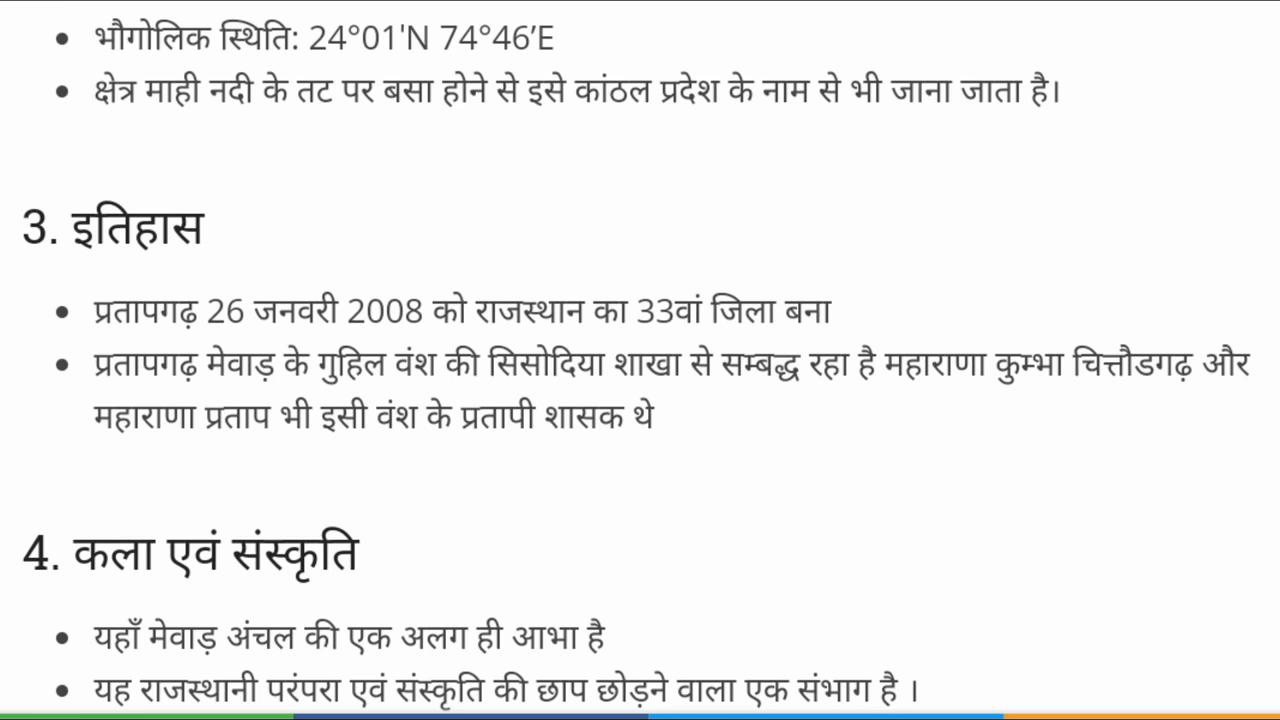 • भौगोलिक स्थिति: 24°01'N 74°46’E
• क्षेत्र माही नदी के तट पर बसा होने से इसे कांठल प्रदेश के नाम से भी जाना जाता है।
3. इतिहास
• प्रतापगढ़ 26 जनवरी 2008 को राजस्थान का 33वां जिला बना
• प्रतापगढ़ मेवाड़ के गुहिल वंश की सिसोदिया शाखा से सम्बद्ध रहा है महाराणा कुम्भा चित्तौडगढ़ और
महाराणा प्रताप भी इसी वंश के प्रतापी शासक थे
4. कला एवं संस्कृति
• यहाँ मेवाड़ अंचल की एक अलग ही आभा है
• यह राजस्थानी परंपरा एवं संस्कृति की छाप छोड़ने वाला एक संभाग है ।